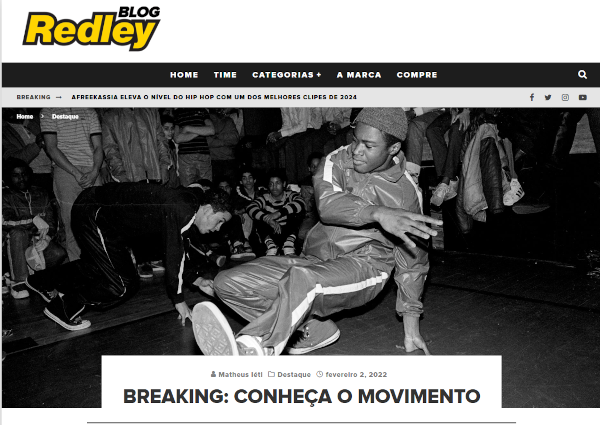 BLOG
Redley
HOME TIME CATEGORIAS + A MARCA COMPRE
BREAKING → AFREEKASSIA ELEVA O NÍVEL DO HIP HOP COM UM DOS MELHORES CLIPES DE 2024
Home > Destaque
Matheus Iéti Destaque fevereiro 2, 2022
BREAKING: CONHEÇA O MOVIMENTO